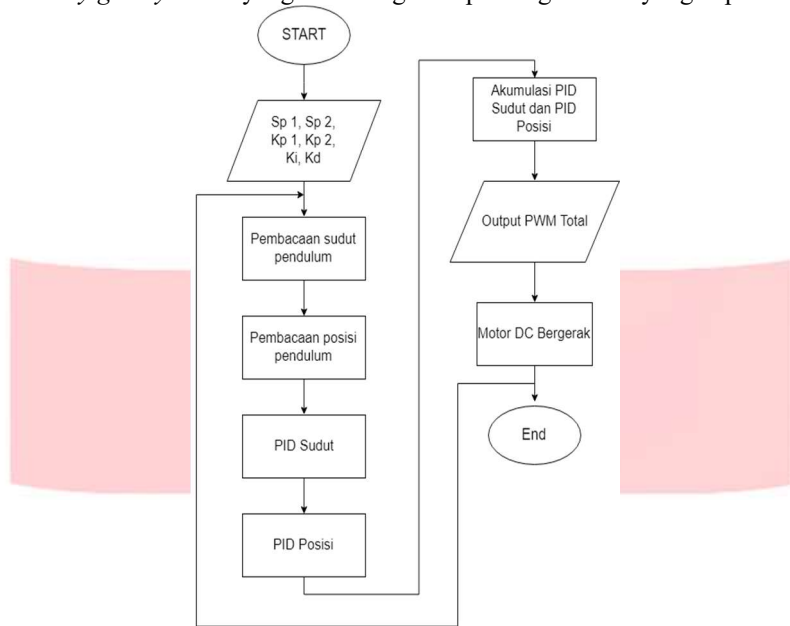 START
Sp 1, Sp 2,
Kp 1, Kp 2,
Ki, Kd
Pembacaan sudut
pendulum
Pembacaan posisi
pendulum
PID Sudut
PID Posisi
Akumulasi PID
Sudut dan PID
Posisi
Output PWM Total
Motor DC Bergerak
End